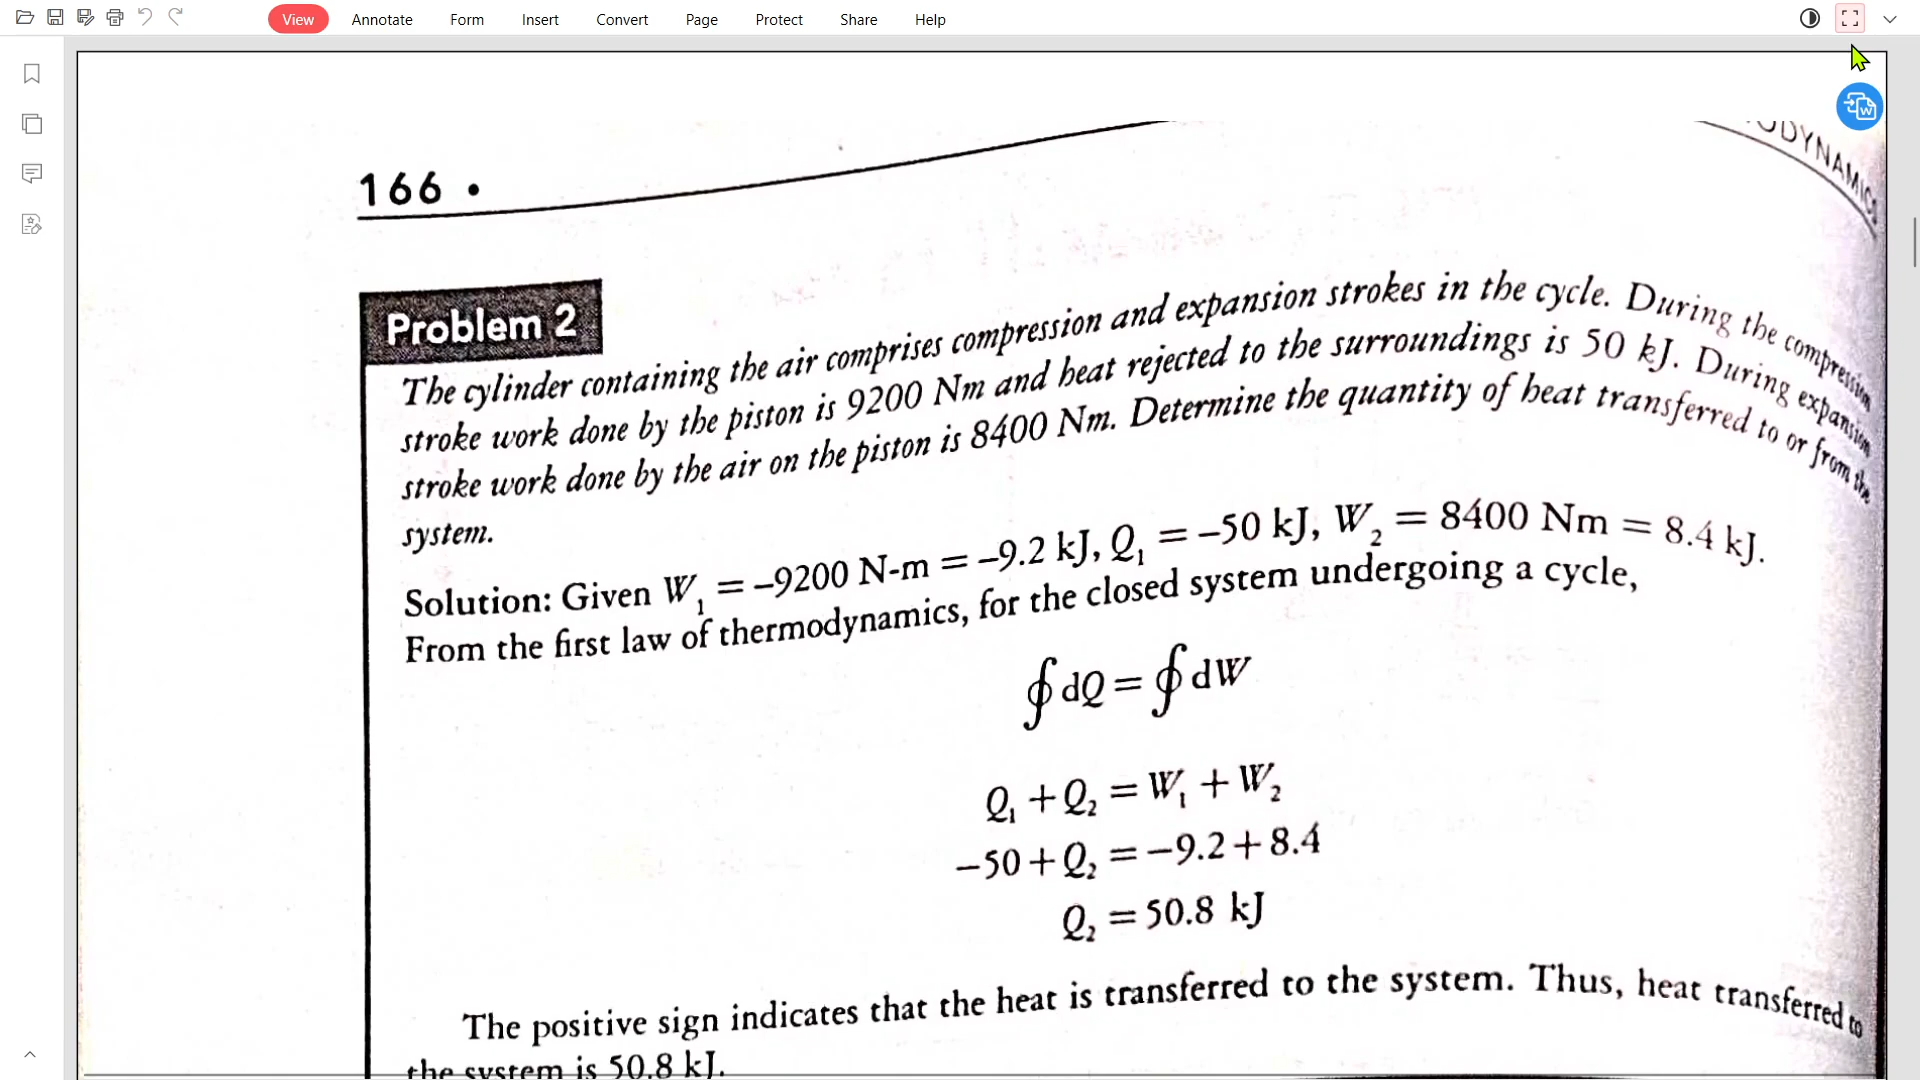 View Annotate Form Insert Convert Page Protect Share Help
166 •
ODYNAMICS
Problem 2
The cylinder containing the air comprises compression and expansion strokes in the cycle. During the compression
stroke work done by the piston is 9200 Nm and heat rejected to the surroundings is 50 kJ. During expansion
stroke work done by the air on the piston is 8400 Nm. Determine the quantity of heat transferred to or from the
system.
Solution: Given W₁ = –9200 N-m = –9.2 kJ, Q₁ = –50 kJ, W₂ = 8400 Nm = 8.4 kJ.
From the first law of thermodynamics, for the closed system undergoing a cycle,
∮dQ = ∮dW
Q₁ + Q₂ = W₁ + W₂
–50 + Q₂ = –9.2 + 8.4
Q₂ = 50.8 kJ
The positive sign indicates that the heat is transferred to the system. Thus, heat transferred to
the system is 50.8 kJ.